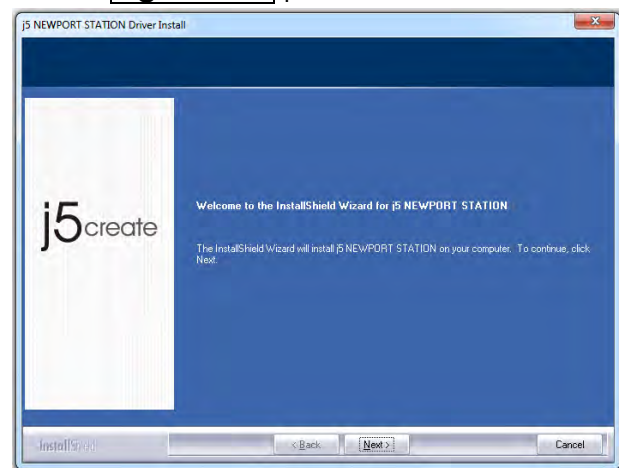 j5 NEWPORT STATION Driver Install
j5create
Welcome to the InstallShield Wizard for j5 NEWPORT STATION
The InstallShield Wizard will install j5 NEWPORT STATION on your computer. To continue, click
Next.
InstallShield
< Back
Next >
Cancel